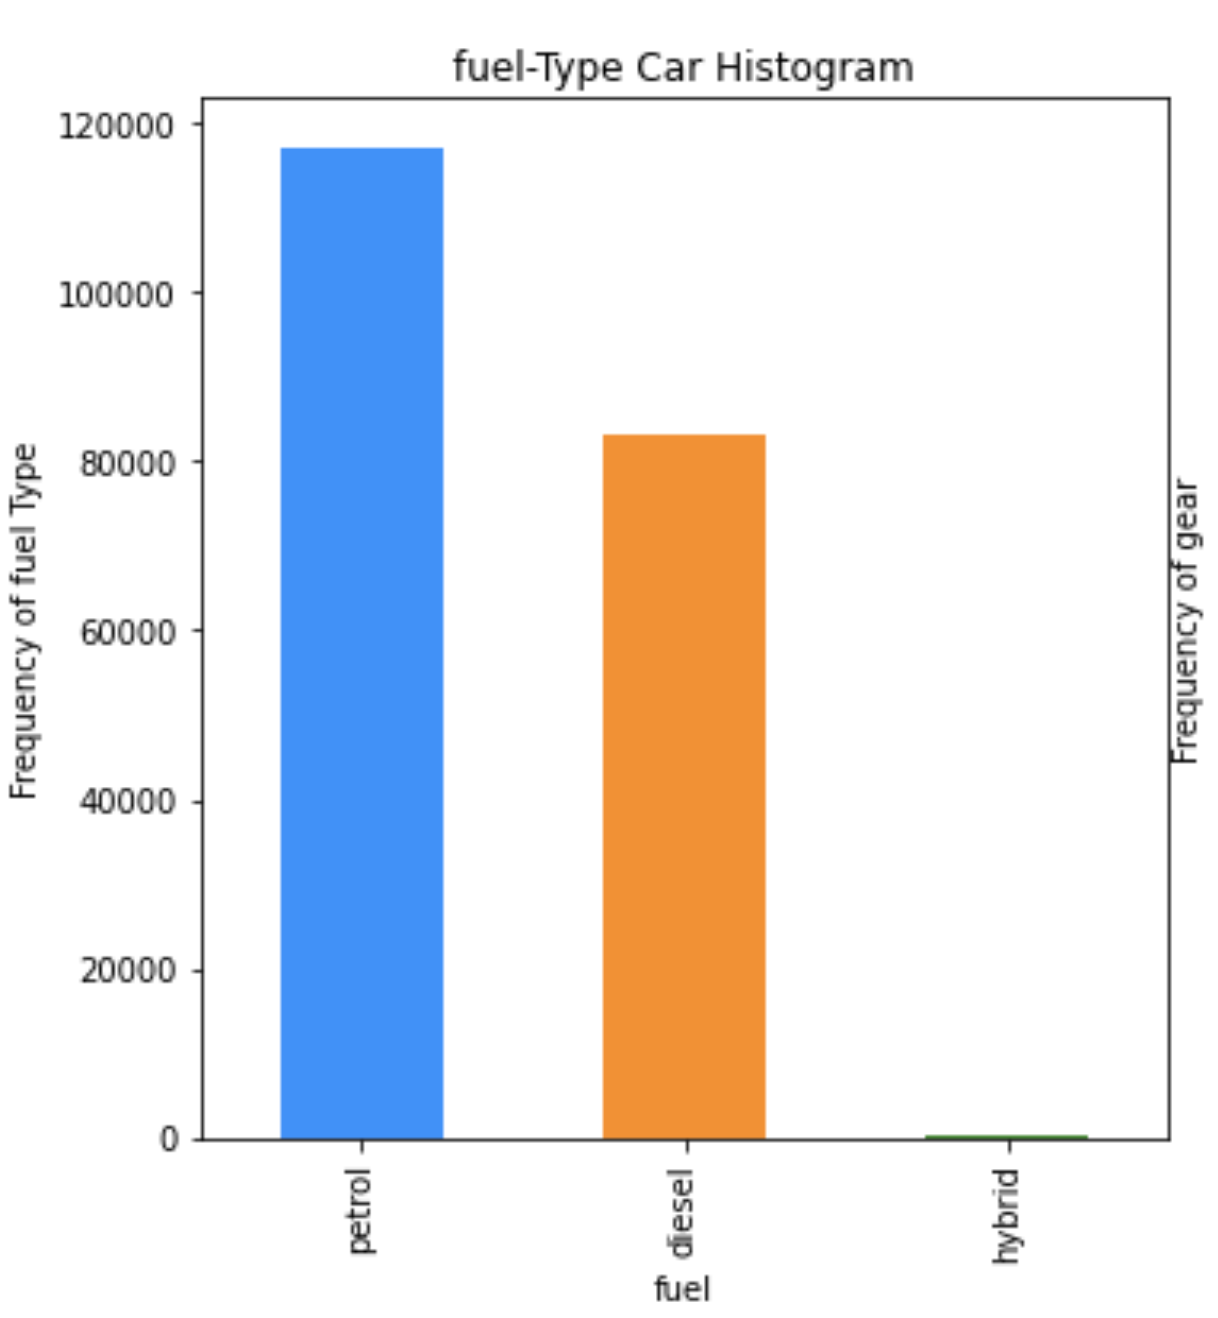 fuel-Type Car Histogram
120000
100000
80000
60000
40000
20000
0
Frequency of fuel Type
Frequency of gear
petrol
diesel
hybrid
fuel